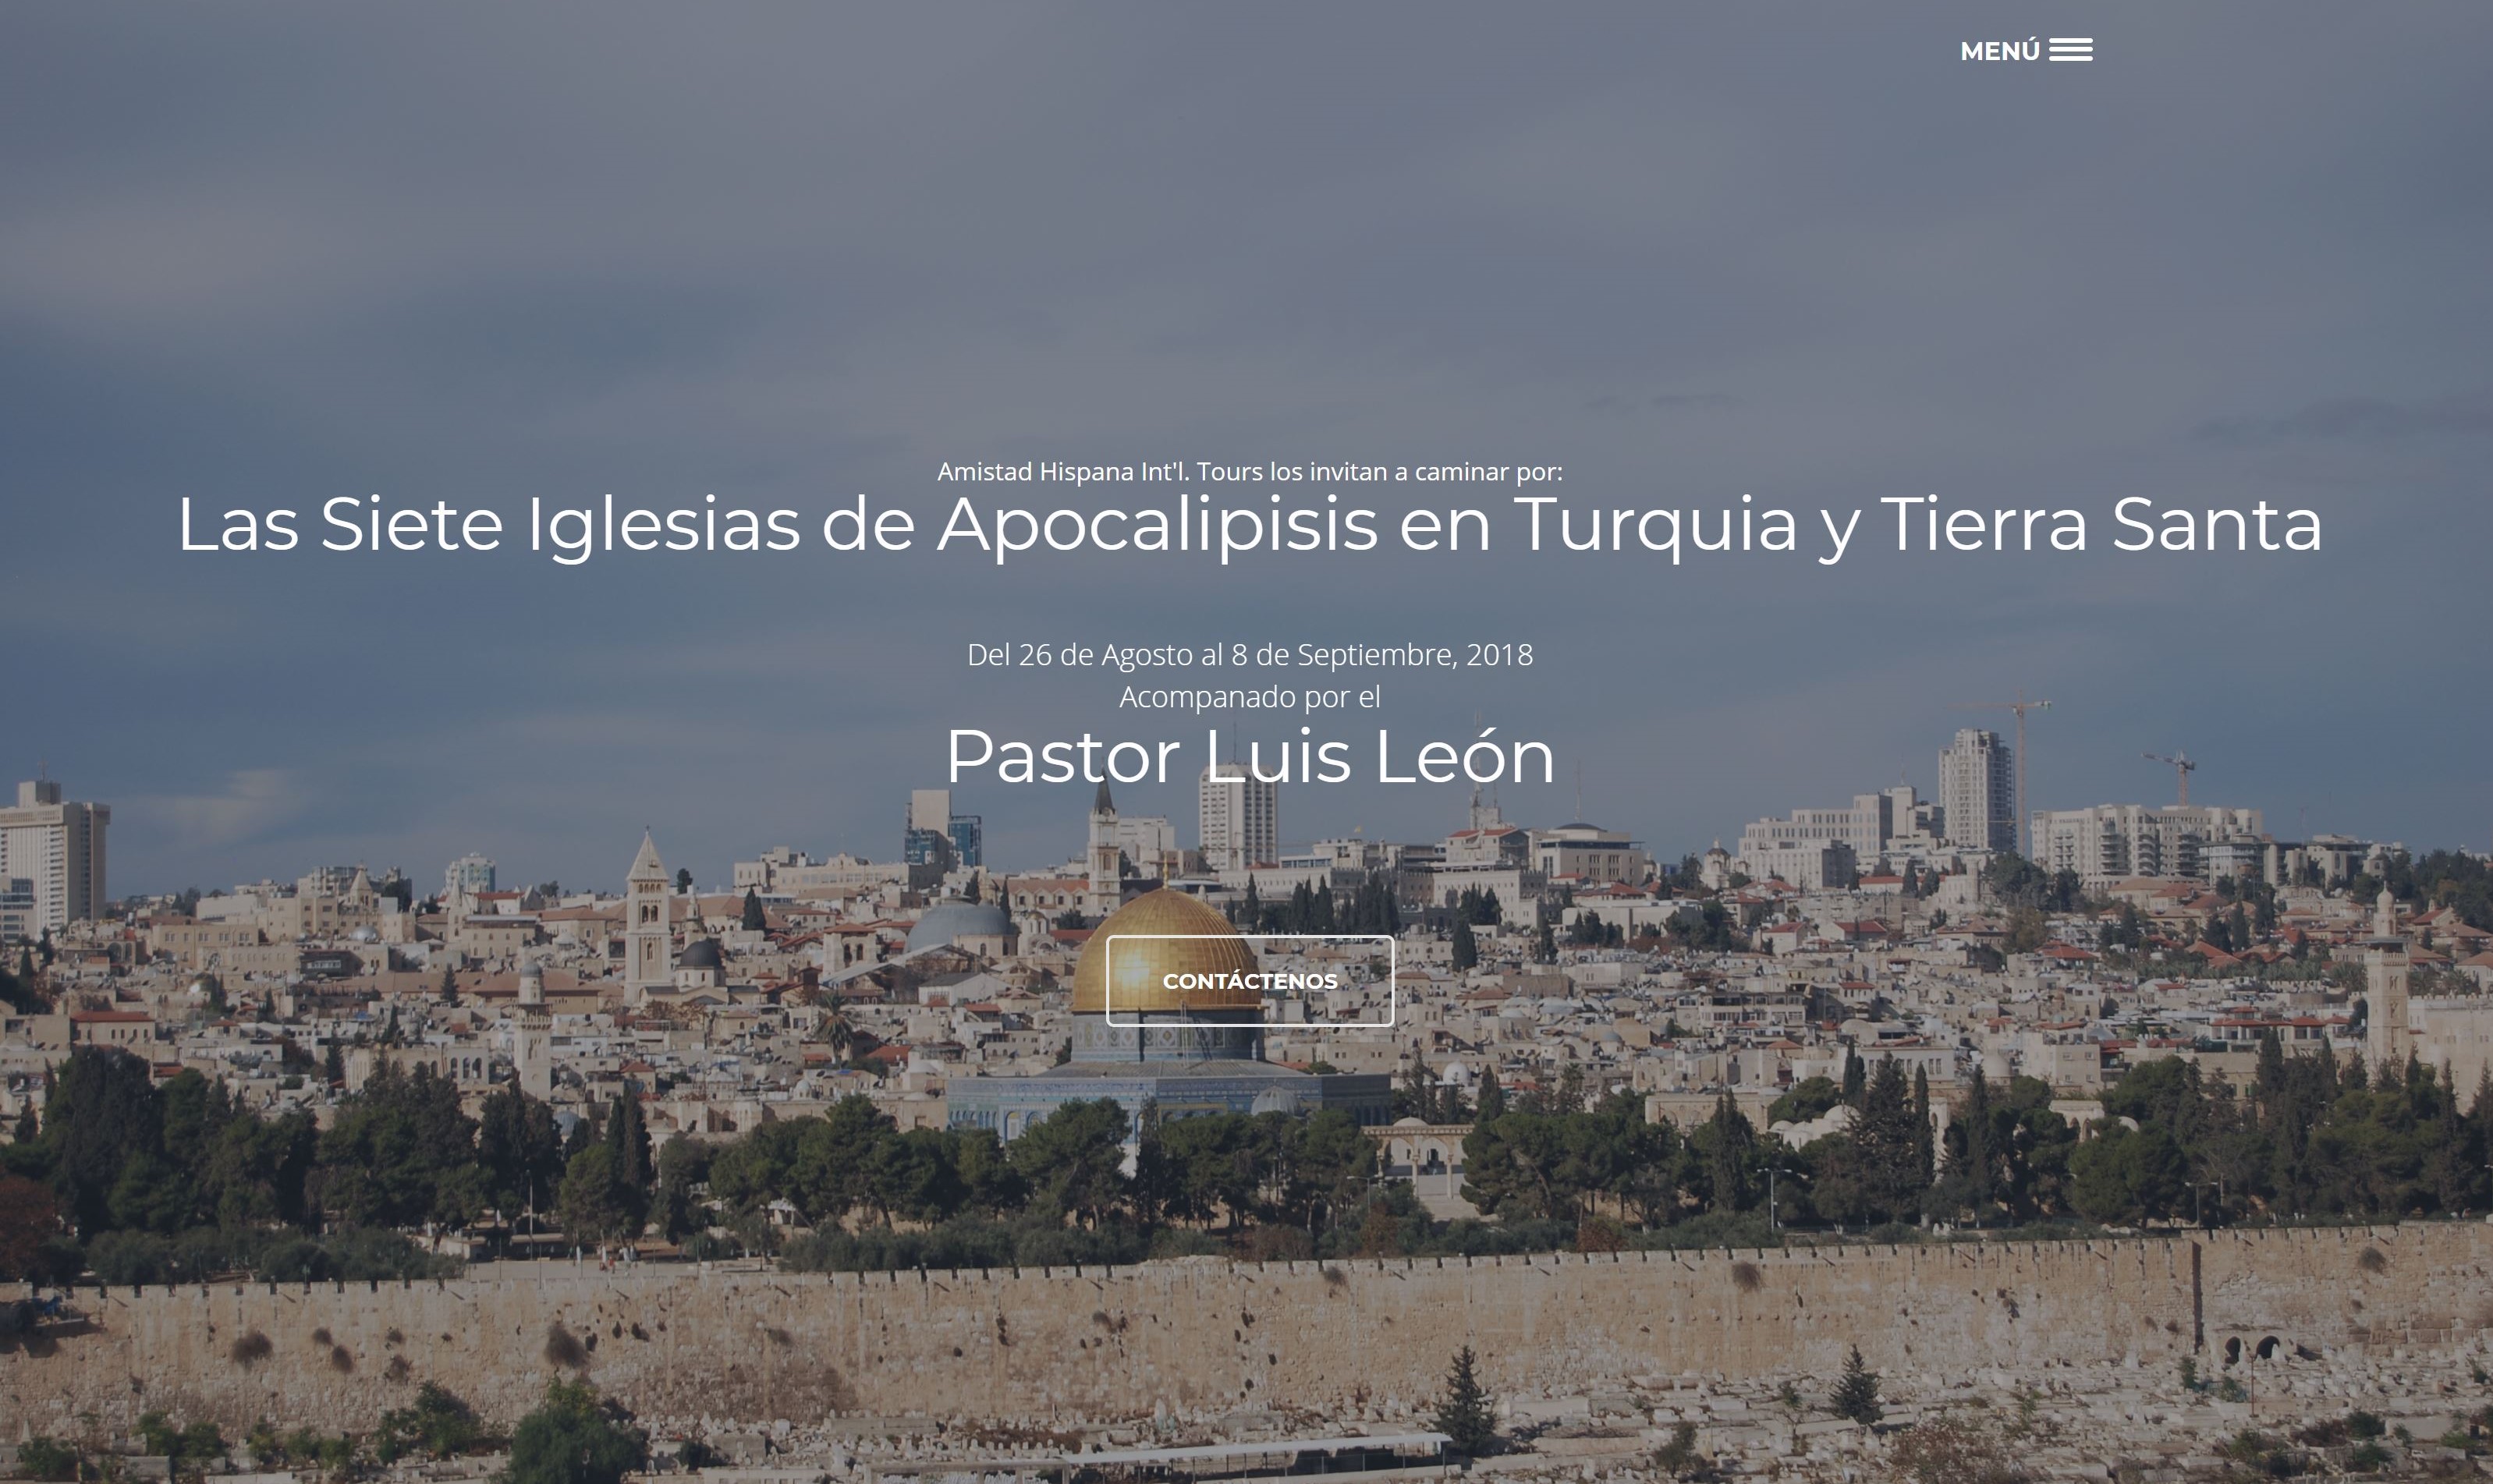 MENÚ
Amistad Hispana Int'l. Tours los invitan a caminar por:
Las Siete Iglesias de Apocalipisis en Turquia y Tierra Santa
Del 26 de Agosto al 8 de Septiembre, 2018
Acompanado por el
Pastor Luis León
CONTÁCTENOS